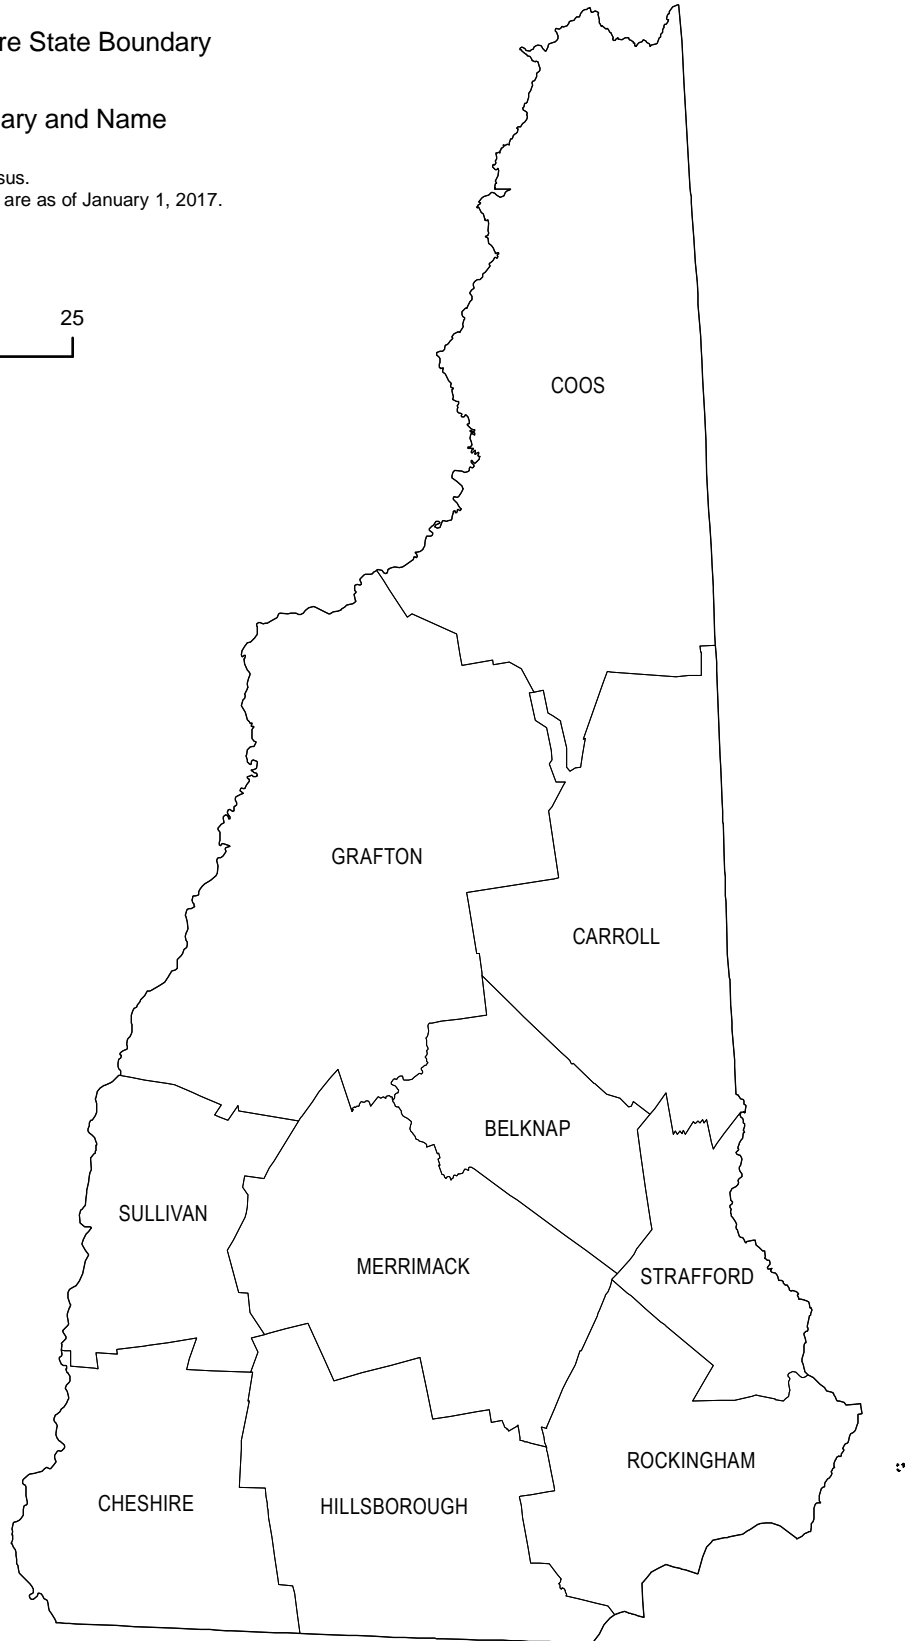 re State Boundary
ary and Name
sus.
are as of January 1, 2017.
25
COOS
GRAFTON
CARROLL
BELKNAP
SULLIVAN
MERRIMACK
STRAFFORD
ROCKINGHAM
CHESHIRE
HILLSBOROUGH